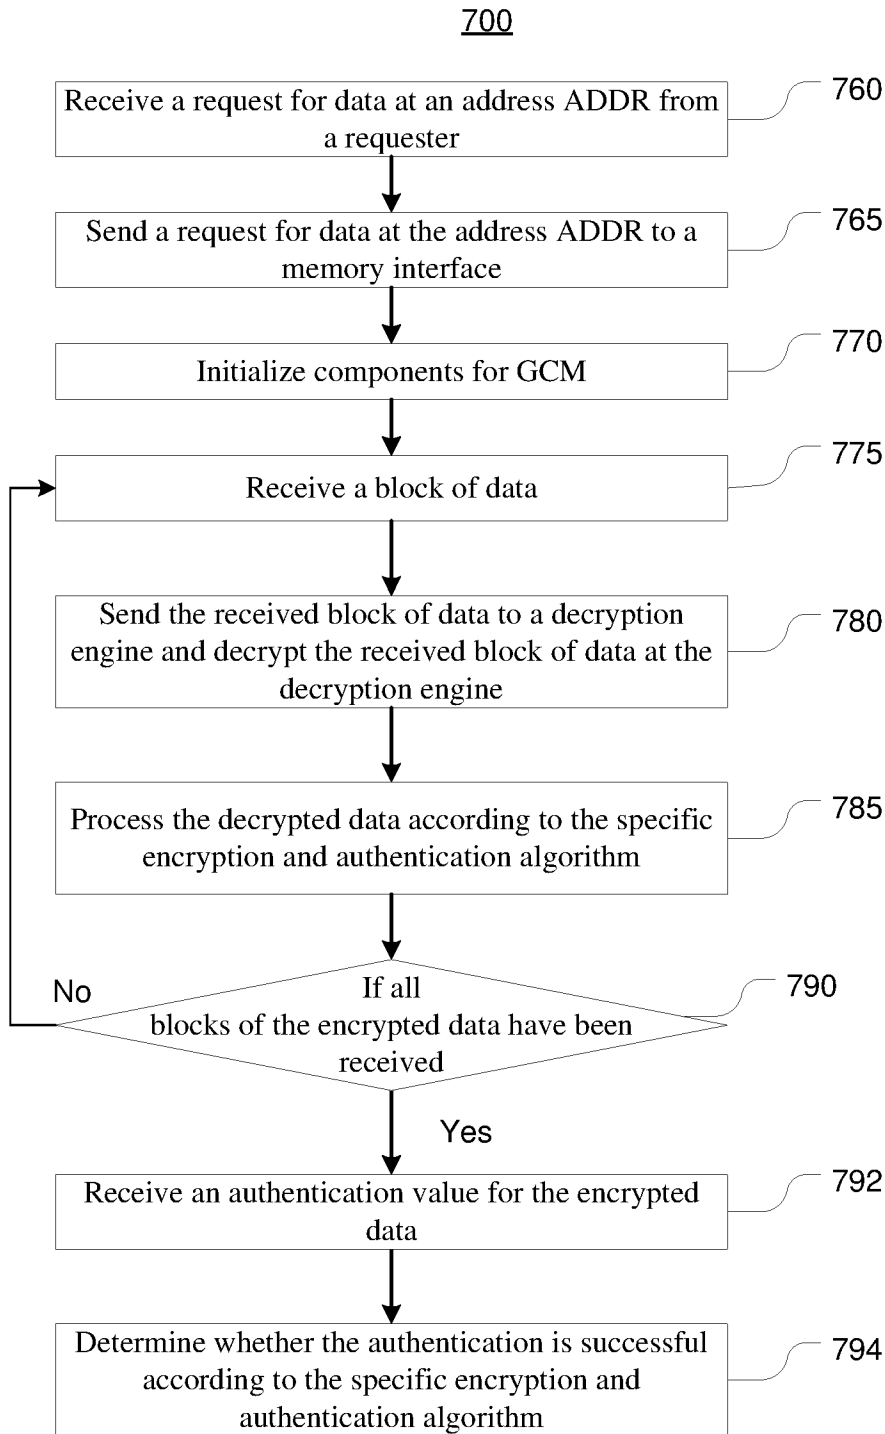 700
Receive a request for data at an address ADDR from
a requester
760
Send a request for data at the address ADDR to a
memory interface
765
Initialize components for GCM
770
Receive a block of data
775
Send the received block of data to a decryption
engine and decrypt the received block of data at the
decryption engine
780
Process the decrypted data according to the specific
encryption and authentication algorithm
785
No
If all
blocks of the encrypted data have been
received
790
Yes
Receive an authentication value for the encrypted
data
792
Determine whether the authentication is successful
according to the specific encryption and
authentication algorithm
794